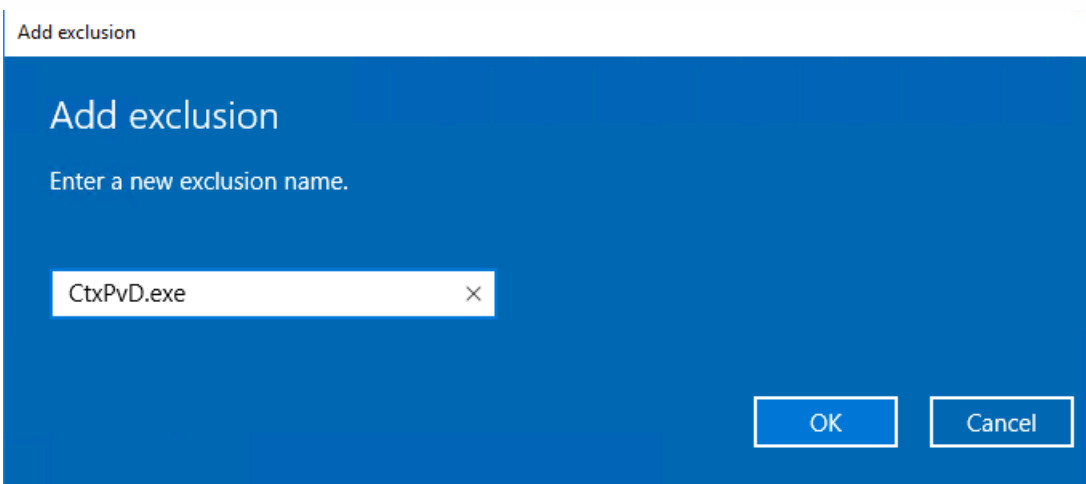 Add exclusion
Add exclusion
Enter a new exclusion name.
CtxPvD.exe
OK Cancel